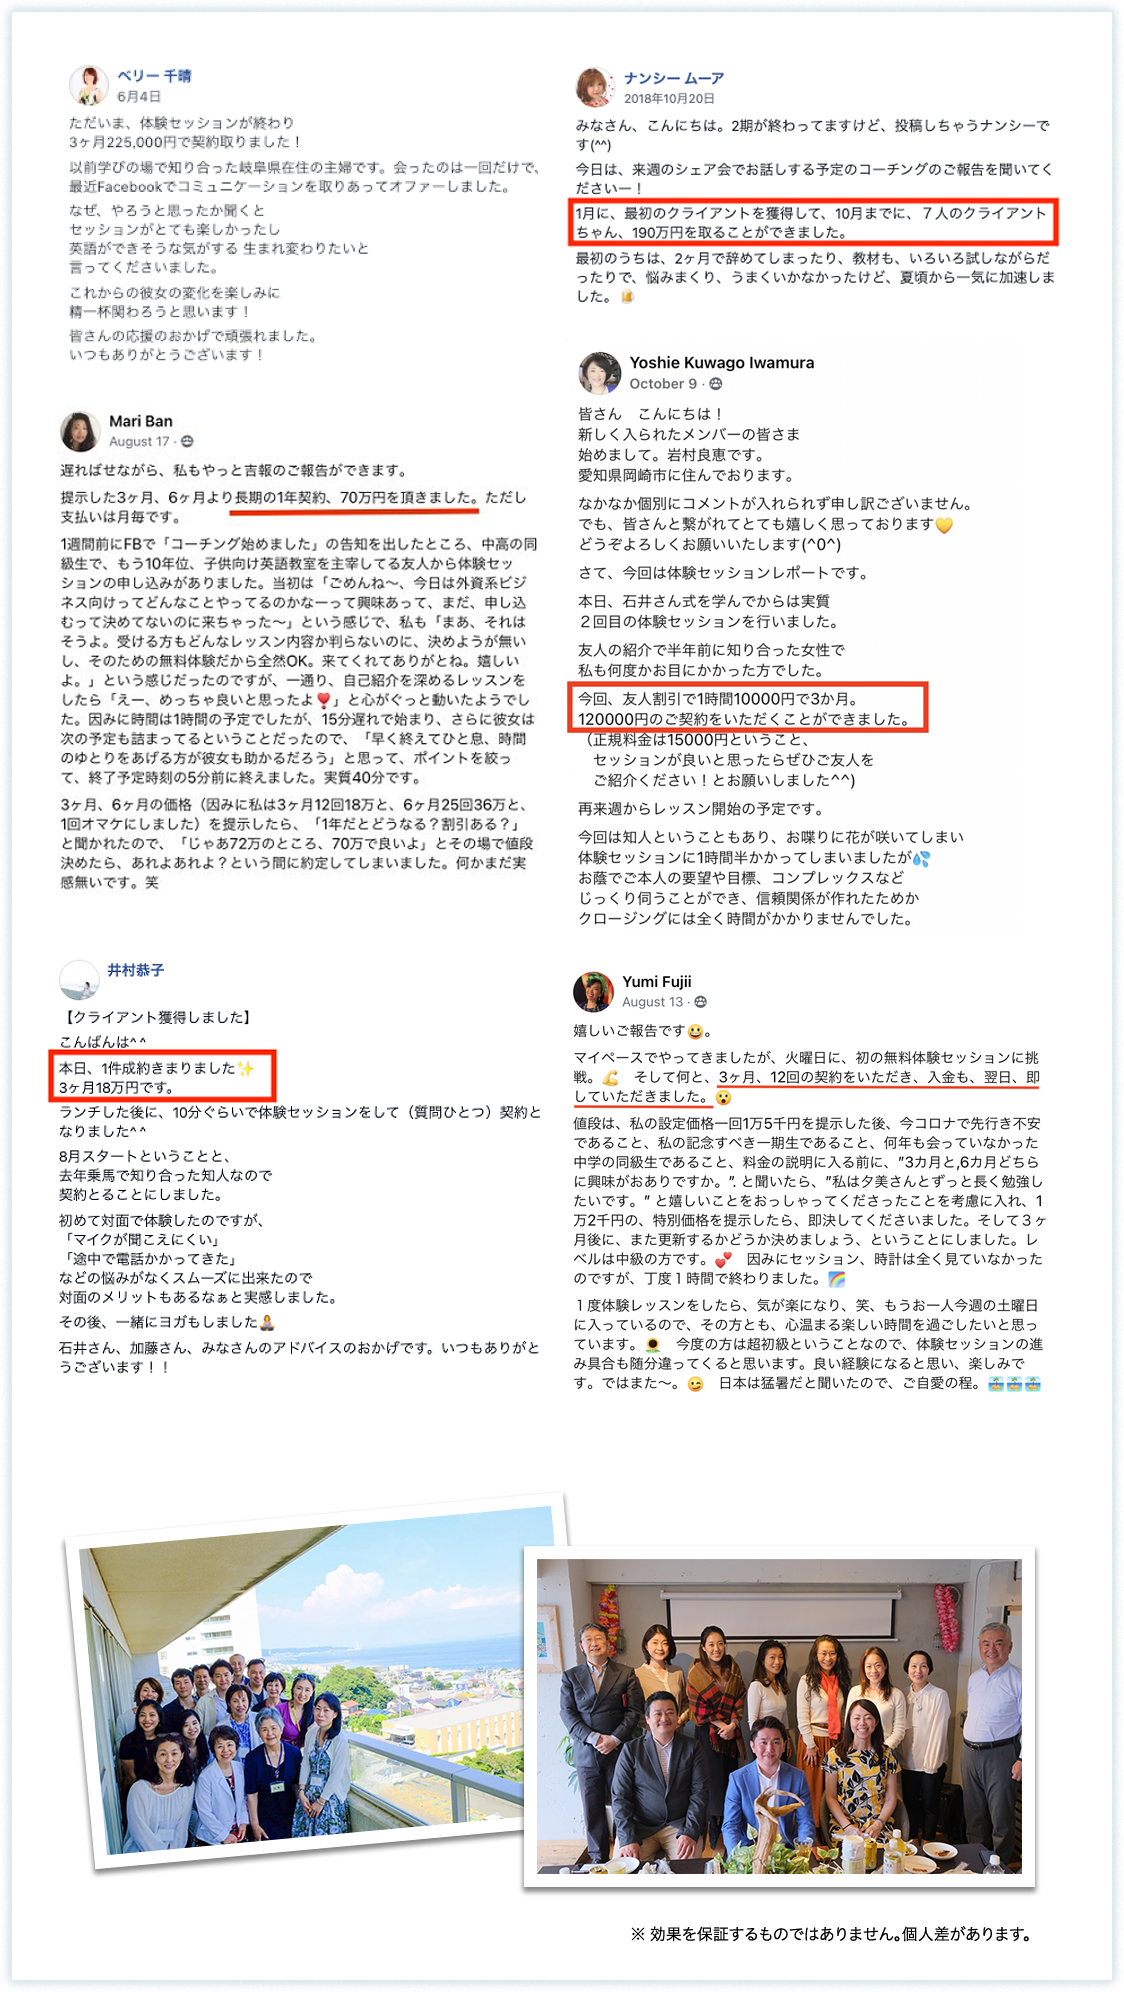 ベリー 千晴
6月4日
ただいま、体験セッションが終わり
3ヶ月225,000円で契約取りました！
以前学びの場で知り合った岐阜県在住の主婦です。会ったのは一回だけで、
最近Facebookでコミュニケーションを取りあってオファーしました。
なぜ、やろうと思ったか聞くと
セッションがとても楽しかったし
英語ができそうな気がする 生まれ変わりたいと
言ってくださいました。
これからの彼女の変化を楽しみに
精一杯関わろうと思います！
皆さんの応援のおかげで頑張れました。
いつもありがとうございます！
Mari Ban
August 17 ·
遅ればせながら、私もやっと吉報のご報告ができます。
提示した3ヶ月、6ヶ月より長期の1年契約、70万円を頂きました。ただし
支払いは月毎です。
1週間前にFBで「コーチング始めました」の告知を出したところ、中高の同
級生で、もう10年位、子供向け英語教室を主宰してる友人から体験セッ
ションの申し込みがありました。当初は「ごめんね〜、今日は外資系ビジ
ネス向けってどんなことやってるのかなーって興味あって、まだ、申し込
むって決めてないのに来ちゃった〜」という感じで、私も「まあ、それは
そうよ。受ける方もどんなレッスン内容か判らないのに、決めようが無い
し、そのための無料体験だから全然OK。来てくれてありがとね。嬉しい
よ。」という感じだったのですが、一通り、自己紹介を深めるレッスンを
したら「えー、めっちゃ良いと思ったよ❣️」と心がぐっと動いたようでし
た。因みに時間は1時間の予定でしたが、15分遅れで始まり、さらに彼女は
次の予定も詰まってるということだったので、「早く終えてひと息、時間
のゆとりをあげる方が彼女も助かるだろう」と思って、ポイントを絞っ
て、終了予定時刻の5分前に終えました。実質40分です。
3ヶ月、6ヶ月の価格（因みに私は3ヶ月12回18万と、6ヶ月25回36万と、
1回オマケにしました）を提示したら、「1年だとどうなる？割引ある？」
と聞かれたので、「じゃあ72万のところ、70万で良いよ」とその場で値段
決めたら、あれよあれよ？という間に約定してしまいました。何かまだ実
感無いです。笑
井村恭子
【クライアント獲得しました】
こんばんは^ ^
本日、1件成約きまりました✨
3ヶ月18万円です。
ランチした後に、10分ぐらいで体験セッションをして（質問ひとつ）契約と
なりました^ ^
8月スタートということと、
去年乗馬で知り合った知人なので
契約とることにしました。
初めて対面で体験したのですが、
「マイクが聞こえにくい」
「途中で電話かかってきた」
などの悩みがなくスムーズに出来たので
対面のメリットもあるなぁと実感しました。
その後、一緒にヨガもしました🧘
石井さん、加藤さん、みなさんのアドバイスのおかげです。いつもありがと
うございます！！
ナンシー ムーア
2018年10月20日
みなさん、こんにちは。2期が終わってますけど、投稿しちゃうナンシーで
す(^^)
今日は、来週のシェア会でお話しする予定のコーチングのご報告を聞いてく
ださいー！
1月に、最初のクライアントを獲得して、10月までに、７人のクライアント
ちゃん、190万円を取ることができました。
最初のうちは、2ヶ月で辞めてしまったり、教材も、いろいろ試しながらだ
ったりで、悩みまくり、うまくいかなかったけど、夏頃から一気に加速しま
した。🍺
Yoshie Kuwago Iwamura
October 9 ·
皆さん　こんにちは！
新しく入られたメンバーの皆さま
始めまして。岩村良恵です。
愛知県岡崎市に住んでおります。
なかなか個別にコメントが入れられず申し訳ございません。
でも、皆さんと繋がれてとても嬉しく思っております💛
どうぞよろしくお願いいたします(^0^)
さて、今回は体験セッションレポートです。
本日、石井さん式を学んでからは実質
２回目の体験セッションを行いました。
友人の紹介で半年前に知り合った女性で
私も何度かお目にかかった方でした。
今回、友人割引で1時間10000円で3か月。
120000円のご契約をいただくことができました。
（正規料金は15000円ということ、
セッションが良いと思ったらぜひご友人を
ご紹介ください！とお願いしました^^)
再来週からレッスン開始の予定です。
今回は知人ということもあり、お喋りに花が咲いてしまい
体験セッションに1時間半かかってしまいましたが💦
お蔭でご本人の要望や目標、コンプレックスなど
じっくり伺うことができ、信頼関係が作れたためか
クロージングには全く時間がかかりませんでした。
Yumi Fujii
August 13 ·
嬉しいご報告です😀。
マイペースでやってきましたが、火曜日に、初の無料体験セッションに挑
戦。💪　そして何と、3ヶ月、12回の契約をいただき、入金も、翌日、即
していただきました。😮
値段は、私の設定価格一回1万5千円を提示した後、今コロナで先行き不安
であること、私の記念すべき一期生であること、何年も会っていなかった
中学の同級生であること、料金の説明に入る前に、”3カ月と,6カ月どちら
に興味がおありですか。”. と聞いたら、”私は夕美さんとずっと長く勉強し
たいです。” と嬉しいことをおっしゃってくださったことを考慮に入れ、1
万2千円の、特別価格を提示したら、即決してくださいました。そして３ヶ
月後に、また更新するかどうか決めましょう、ということにしました。レ
ベルは中級の方です。💕　因みにセッション、時計は全く見ていなかった
のですが、丁度１時間で終わりました。🌈
１度体験レッスンをしたら、気が楽になり、笑、もうお一人今週の土曜日
に入っているので、その方とも、心温まる楽しい時間を過ごしたいと思っ
ています。🌻　今度の方は超初級ということなので、体験セッションの進
み具合も随分違ってくると思います。良い経験になると思い、楽しみで
す。ではまた〜。😉　日本は猛暑だと聞いたので、ご自愛の程。🏝🏝🏝
※ 効果を保証するものではありません。個人差があります。